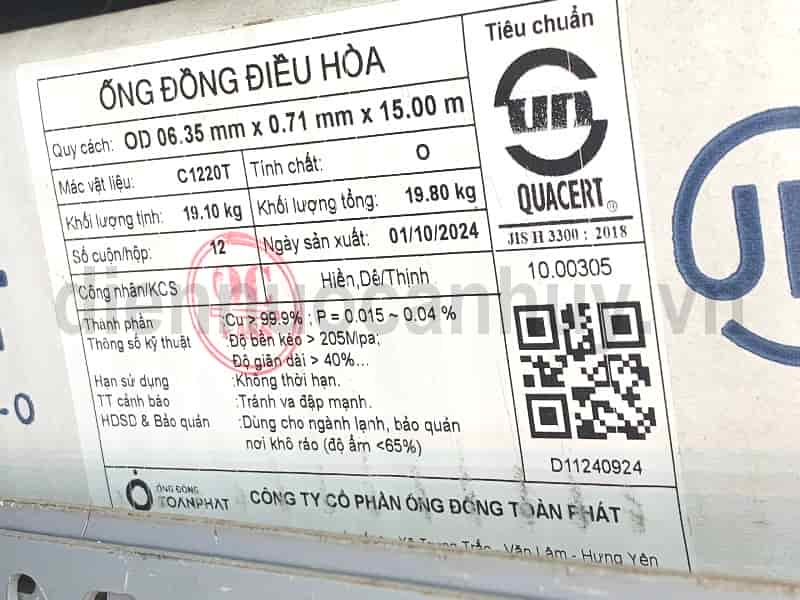 ỐNG ĐỒNG ĐIỀU HÒA
Quy cách: OD 06.35 mm x 0.71 mm x 15.00 m
Mác vật liệu: C1220T Tính chất: O
Khối lượng tịnh: 19.10 kg Khối lượng tổng: 19.80 kg
Số cuộn/hộp: 12 Ngày sản xuất: 01/10/2024
Công nhân/KCS Hiền,Dê/Thịnh
Thành phần :Cu > 99.9% ; P = 0.015 ~ 0.04 %
Thông số kỹ thuật :Độ bền kéo > 205Mpa;
Độ giãn dài > 40%...
Hạn sử dụng :Không thời hạn.
TT cảnh báo :Tránh va đập mạnh.
HDSD & Bảo quản :Dùng cho ngành lạnh, bảo quản
nơi khô ráo (độ ẩm <65%)
Tiêu chuẩn
QUACERT®
JIS H 3300 : 2018
10.00305
D11240924
ỐNG ĐỒNG
TOANPHAT
CÔNG TY CỔ PHẦN ỐNG ĐỒNG TOÀN PHÁT
Trung Trắc - Văn Lâm - Hưng Yên
diennuocanhuy.vn